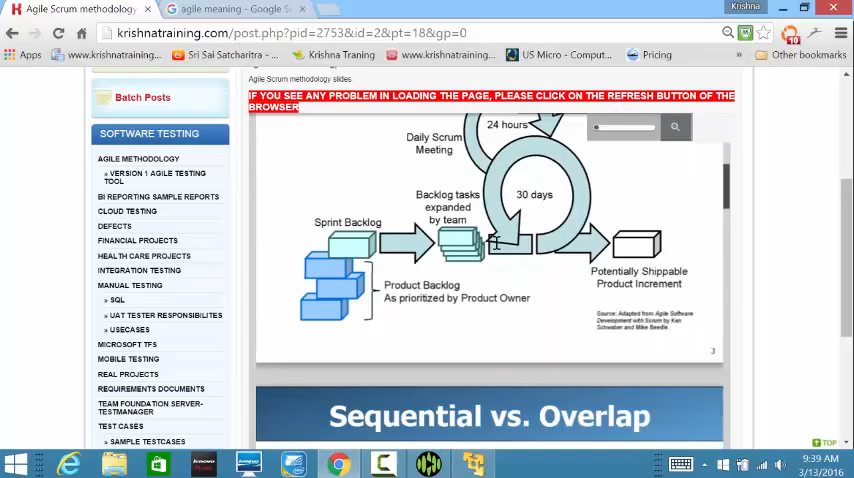 Agile Scrum methodology
agile meaning - Google S
Krishna
krishnatraining.com/post.php?pid=2753&id=2&pt=18&gp=0
10
Apps
www.krishnatraining.
Sri Sai Satcharitra - C
Krishna Traning
www.krishnatraining.
US Micro - Comput...
Pricing
Other bookmarks
Batch Posts
SOFTWARE TESTING
AGILE METHODOLOGY
» VERSION 1 AGILE TESTING
TOOL
BI REPORTING SAMPLE REPORTS
CLOUD TESTING
DEFECTS
FINANCIAL PROJECTS
HEALTH CARE PROJECTS
INTEGRATION TESTING
MANUAL TESTING
» SQL
» UAT TESTER RESPONSIBILITES
» USECASES
MICROSOFT TFS
MOBILE TESTING
REAL PROJECTS
REQUIREMENTS DOCUMENTS
TEAM FOUNDATION SERVER-
TESTMANAGER
TEST CASES
» SAMPLE TESTCASES
Agile Scrum methodology slides
IF YOU SEE ANY PROBLEM IN LOADING THE PAGE, PLEASE CLICK ON THE REFRESH BUTTON OF THE
BROWSER
24 hours
Daily Scrum
Meeting
Backlog tasks
expanded
by team
30 days
Sprint Backlog
Potentially Shippable
Product Increment
Product Backlog
As prioritized by Product Owner
Source: Adapted from Agile Software
Development with Scrum by Ken
Schwaber and Mike Beedle.
3
Sequential vs. Overlap
TOP
lenovo
9:39 AM
3/13/2016